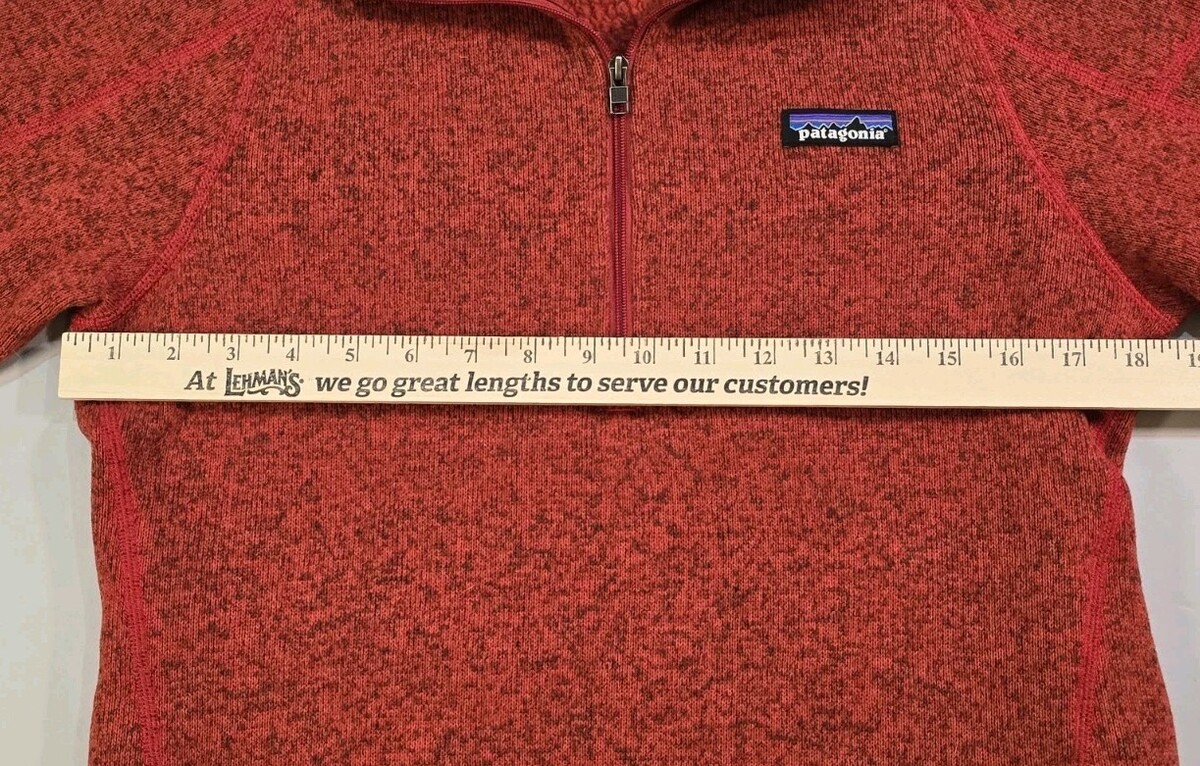 patagonia®
1 2 3 4 5 6 7 8 9 10 11 12 13 14 15 16 17 18
At LEHMAN'S® we go great lengths to serve our customers!